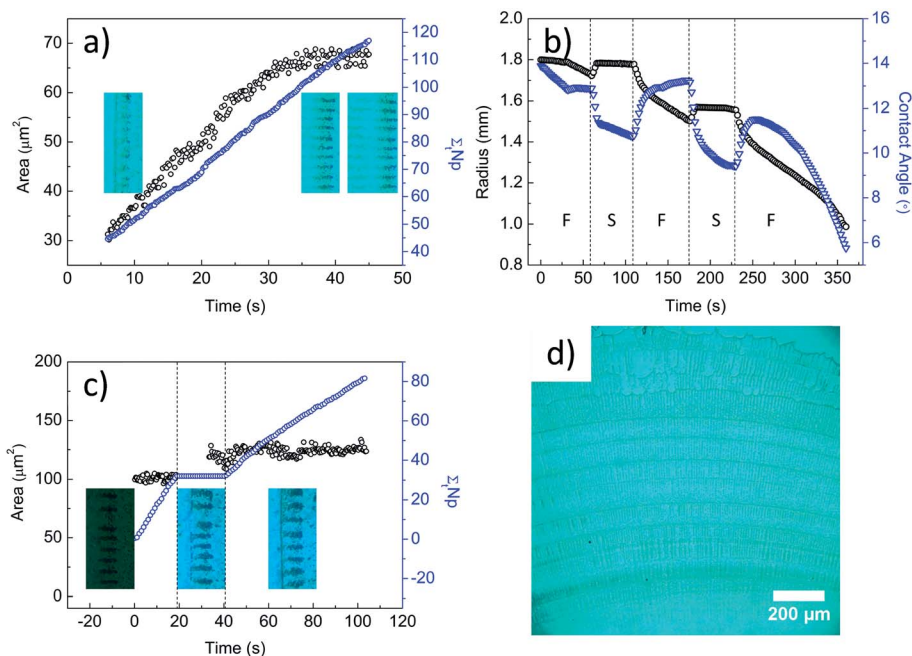 a)
70
60
50
40
30
Area (μm²)
120
110
100
90
80
70
60
50
40
ΣₜNp
0 10 20 30 40 50
Time (s)
b)
2.0
1.8
1.6
1.4
1.2
1.0
0.8
Radius (mm)
16
14
12
10
8
6
Contact Angle (°)
F S F S F
0 50 100 150 200 250 300 350
Time (s)
c)
200
150
100
50
0
Area (μm²)
80
60
40
20
0
-20
ΣₜNp
-20 0 20 40 60 80 100 120
Time (s)
d)
200 μm